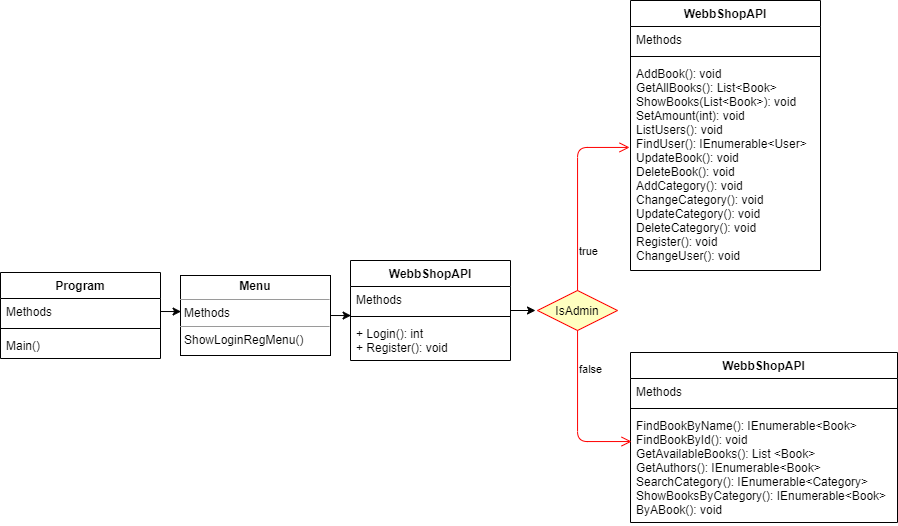 Program
Methods
Main()
Menu
Methods
ShowLoginRegMenu()
WebbShopAPI
Methods
+ Login(): int
+ Register(): void
IsAdmin
true
false
WebbShopAPI
Methods
AddBook(): void
GetAllBooks(): List<Book>
ShowBooks(List<Book>): void
SetAmount(int): void
ListUsers(): void
FindUser(): IEnumerable<User>
UpdateBook(): void
DeleteBook(): void
AddCategory(): void
ChangeCategory(): void
UpdateCategory(): void
DeleteCategory(): void
Register(): void
ChangeUser(): void
WebbShopAPI
Methods
FindBookByName(): IEnumerable<Book>
FindBookById(): void
GetAvailableBooks(): List <Book>
GetAuthors(): IEnumerable<Book>
SearchCategory(): IEnumerable<Category>
ShowBooksByCategory(): IEnumerable<Book>
ByABook(): void